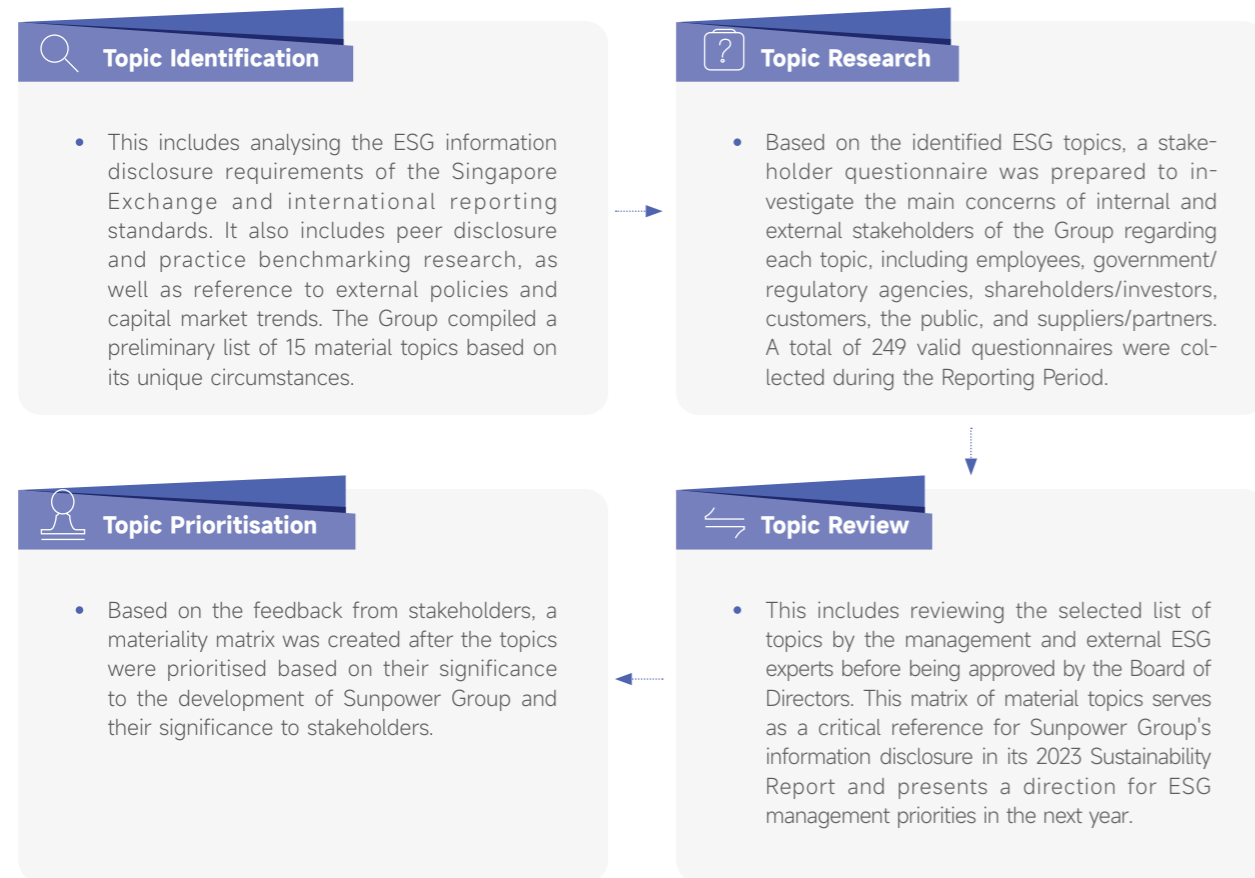 Topic Identification
This includes analysing the ESG information
disclosure requirements of the Singapore
Exchange and international reporting
standards. It also includes peer disclosure
and practice benchmarking research, as
well as reference to external policies and
capital market trends. The Group compiled a
preliminary list of 15 material topics based on
its unique circumstances.
Topic Research
Based on the identified ESG topics, a stake-
holder questionnaire was prepared to in-
vestigate the main concerns of internal and
external stakeholders of the Group regarding
each topic, including employees, government/
regulatory agencies, shareholders/investors,
customers, the public, and suppliers/partners.
A total of 249 valid questionnaires were col-
lected during the Reporting Period.
Topic Prioritisation
Based on the feedback from stakeholders, a
materiality matrix was created after the topics
were prioritised based on their significance
to the development of Sunpower Group and
their significance to stakeholders.
Topic Review
This includes reviewing the selected list of
topics by the management and external ESG
experts before being approved by the Board of
Directors. This matrix of material topics serves
as a critical reference for Sunpower Group's
information disclosure in its 2023 Sustainability
Report and presents a direction for ESG
management priorities in the next year.